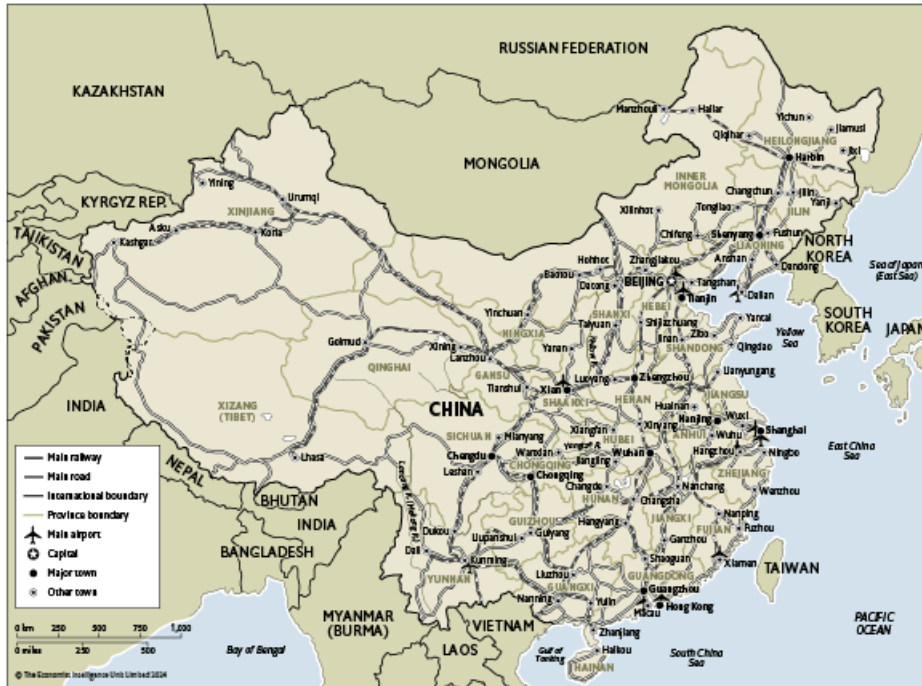 RUSSIAN FEDERATION
KAZAKHSTAN
MONGOLIA
KYRGYZ REP.
TAJIKISTAN
AFGHAN.
PAKISTAN
INDIA
NEPAL
BHUTAN
INDIA
BANGLADESH
MYANMAR
(BURMA)
LAOS
VIETNAM
TAIWAN
NORTH
KOREA
SOUTH
KOREA
JAPAN
CHINA
Sea of Japan
(East Sea)
Yellow
Sea
East China
Sea
South China
Sea
PACIFIC
OCEAN
Gulf of
Tonking
Bay of Bengal
Manzhouli
Hailar
Yichun
Jiamusi
Qiqihar
HEILONGJIANG
Jixi
Harbin
INNER
MONGOLIA
Changchun
Jilin
Xilinhot
Tongliao
JILIN
Yanji
Chifeng
Shenyang
Fushun
LIAONING
Anshan
Dandong
Yining
Urumqi
XINJIANG
Aksu
Korla
Kashgar
Hohhot
Zhangjiakou
Baotou
Datong
BEIJING
Tangshan
HEBEI
Tianjin
Dalian
Yinchuan
SHANXI
NINGXIA
Taiyuan
Shijiazhuang
Yantai
Zibo
Jinan
SHANDONG
Qingdao
Yellow R.
Golmud
Xining
Lanzhou
Yanan
QINGHAI
GANSU
Tianshui
Xian
Luoyang
Zhengzhou
Lianyungang
SHAANXI
HENAN
JIANGSU
Huainan
XIZANG
(TIBET)
Nanjing
Wuxi
Shanghai
SICHUAN
Mianyang
Xiangfan
Xinyang
ANHUI
Wuhu
HUBEI
Wanxian
Yangtze R.
Hangzhou
Ningbo
Lhasa
Chengdu
CHONGQING
Jiangling
Wuhan
ZHEJIANG
Leshan
Chongqing
Changde
Nanchang
Wenzhou
Changsha
HUNAN
GUIZHOU
Hengyang
JIANGXI
Nanping
FUJIAN
Fuzhou
Dukou
Liupanshui
Guiyang
Ganzhou
Dali
Kunming
Shaoguan
Xiamen
YUNNAN
Liuzhou
GUANGDONG
GUANGXI
Guangzhou
Nanning
Yulin
Macau
Hong Kong
Zhanjiang
Haikou
HAINAN
Main railway
Main road
International boundary
Province boundary
Main airport
Capital
Major town
Other town
0 km 250 500 750 1,000
0 miles 250 500
© The Economist Intelligence Unit Limited 2024